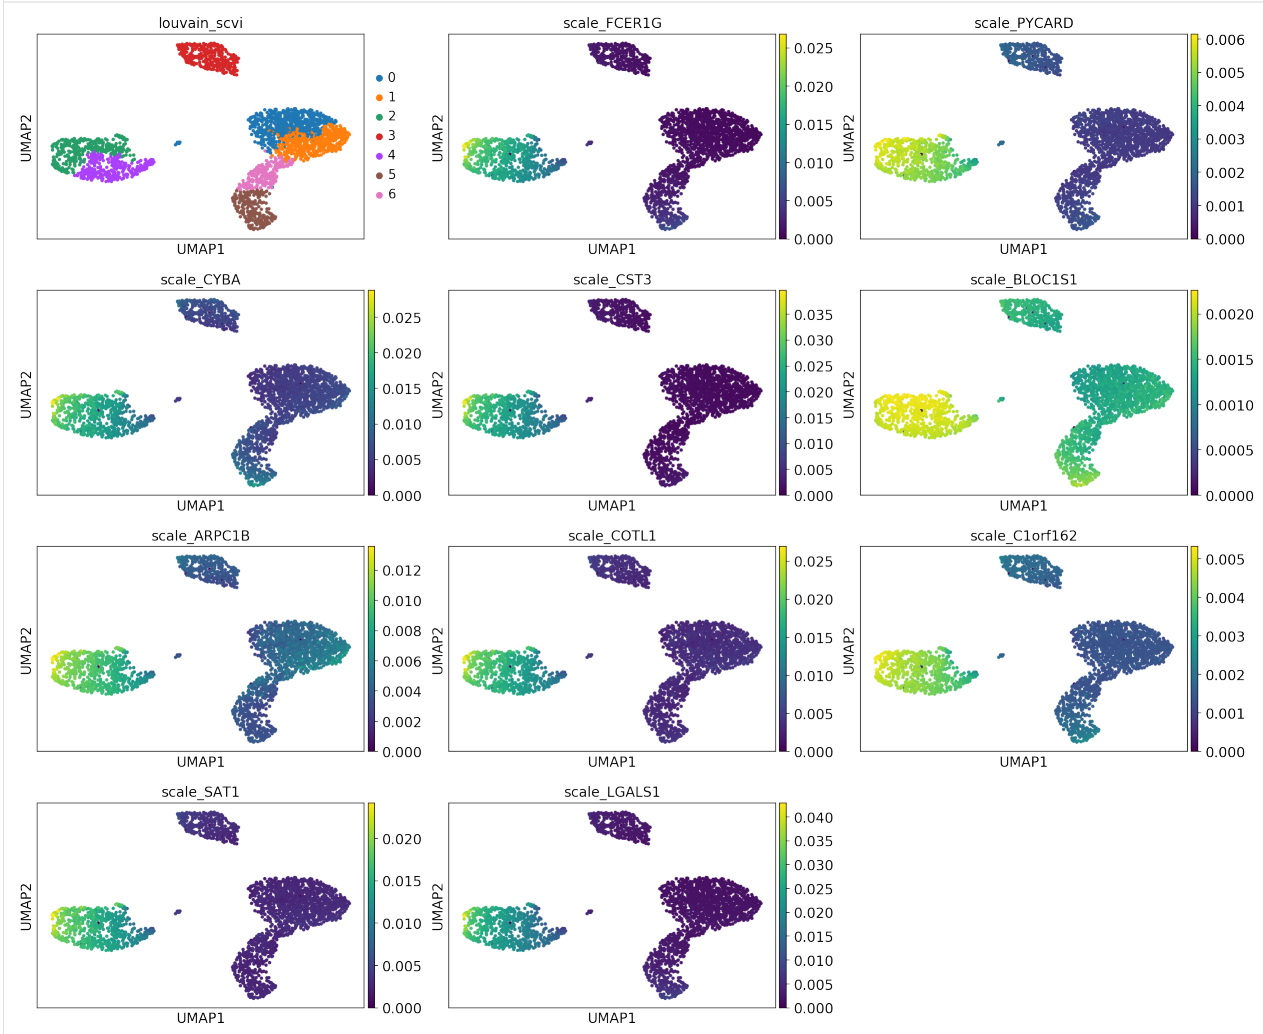 louvain_scvi
UMAP2
UMAP1
0
1
2
3
4
5
6
scale_FCER1G
UMAP2
UMAP1
0.025
0.020
0.015
0.010
0.005
0.000
scale_PYCARD
UMAP2
UMAP1
0.006
0.005
0.004
0.003
0.002
0.001
0.000
scale_CYBA
UMAP2
UMAP1
0.025
0.020
0.015
0.010
0.005
0.000
scale_CST3
UMAP2
UMAP1
0.035
0.030
0.025
0.020
0.015
0.010
0.005
0.000
scale_BLOC1S1
UMAP2
UMAP1
0.0020
0.0015
0.0010
0.0005
0.0000
scale_ARPC1B
UMAP2
UMAP1
0.012
0.010
0.008
0.006
0.004
0.002
0.000
scale_COTL1
UMAP2
UMAP1
0.025
0.020
0.015
0.010
0.005
0.000
scale_C1orf162
UMAP2
UMAP1
0.005
0.004
0.003
0.002
0.001
0.000
scale_SAT1
UMAP2
UMAP1
0.020
0.015
0.010
0.005
0.000
scale_LGALS1
UMAP2
UMAP1
0.040
0.035
0.030
0.025
0.020
0.015
0.010
0.005
0.000